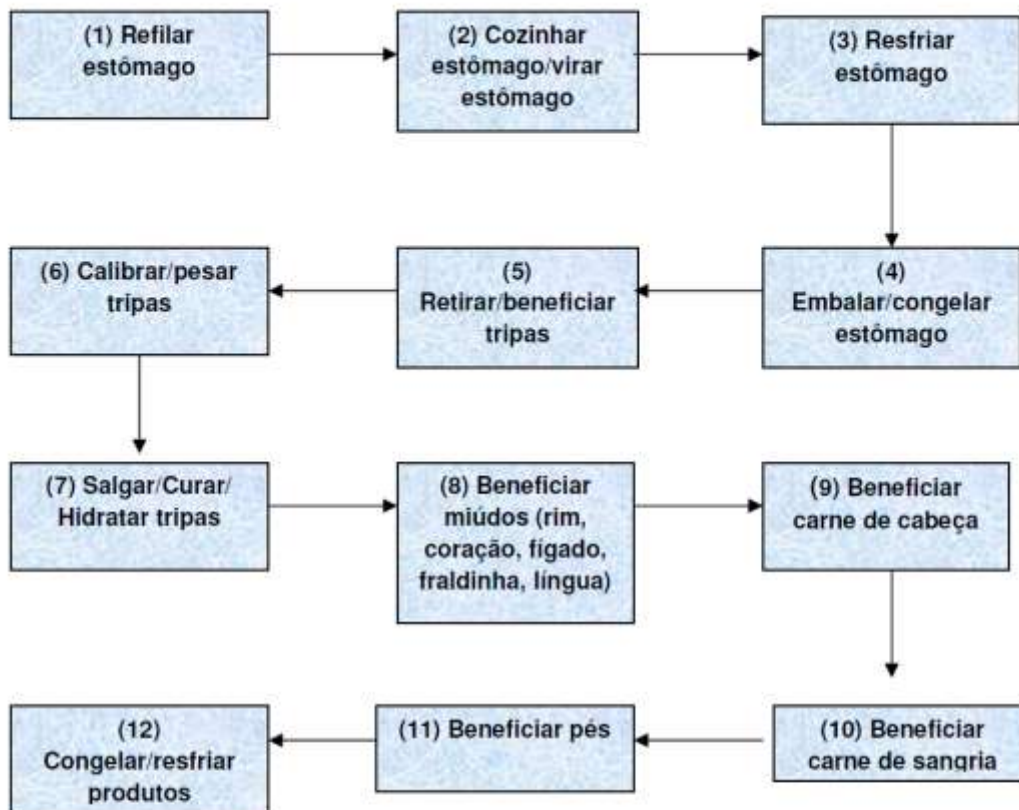 (1) Refilar
estômago
(2) Cozinhar
estômago/virar
estômago
(3) Resfriar
estômago
(4)
Embalar/congelar
estômago
(5)
Retirar/beneficiar
tripas
(6) Calibrar/pesar
tripas
(7) Salgar/Curar/
Hidratar tripas
(8) Beneficiar
miúdos (rim,
coração, fígado,
fraldinha, língua)
(9) Beneficiar
carne de cabeça
(10) Beneficiar
carne de sangria
(11) Beneficiar pés
(12)
Congelar/resfriar
produtos